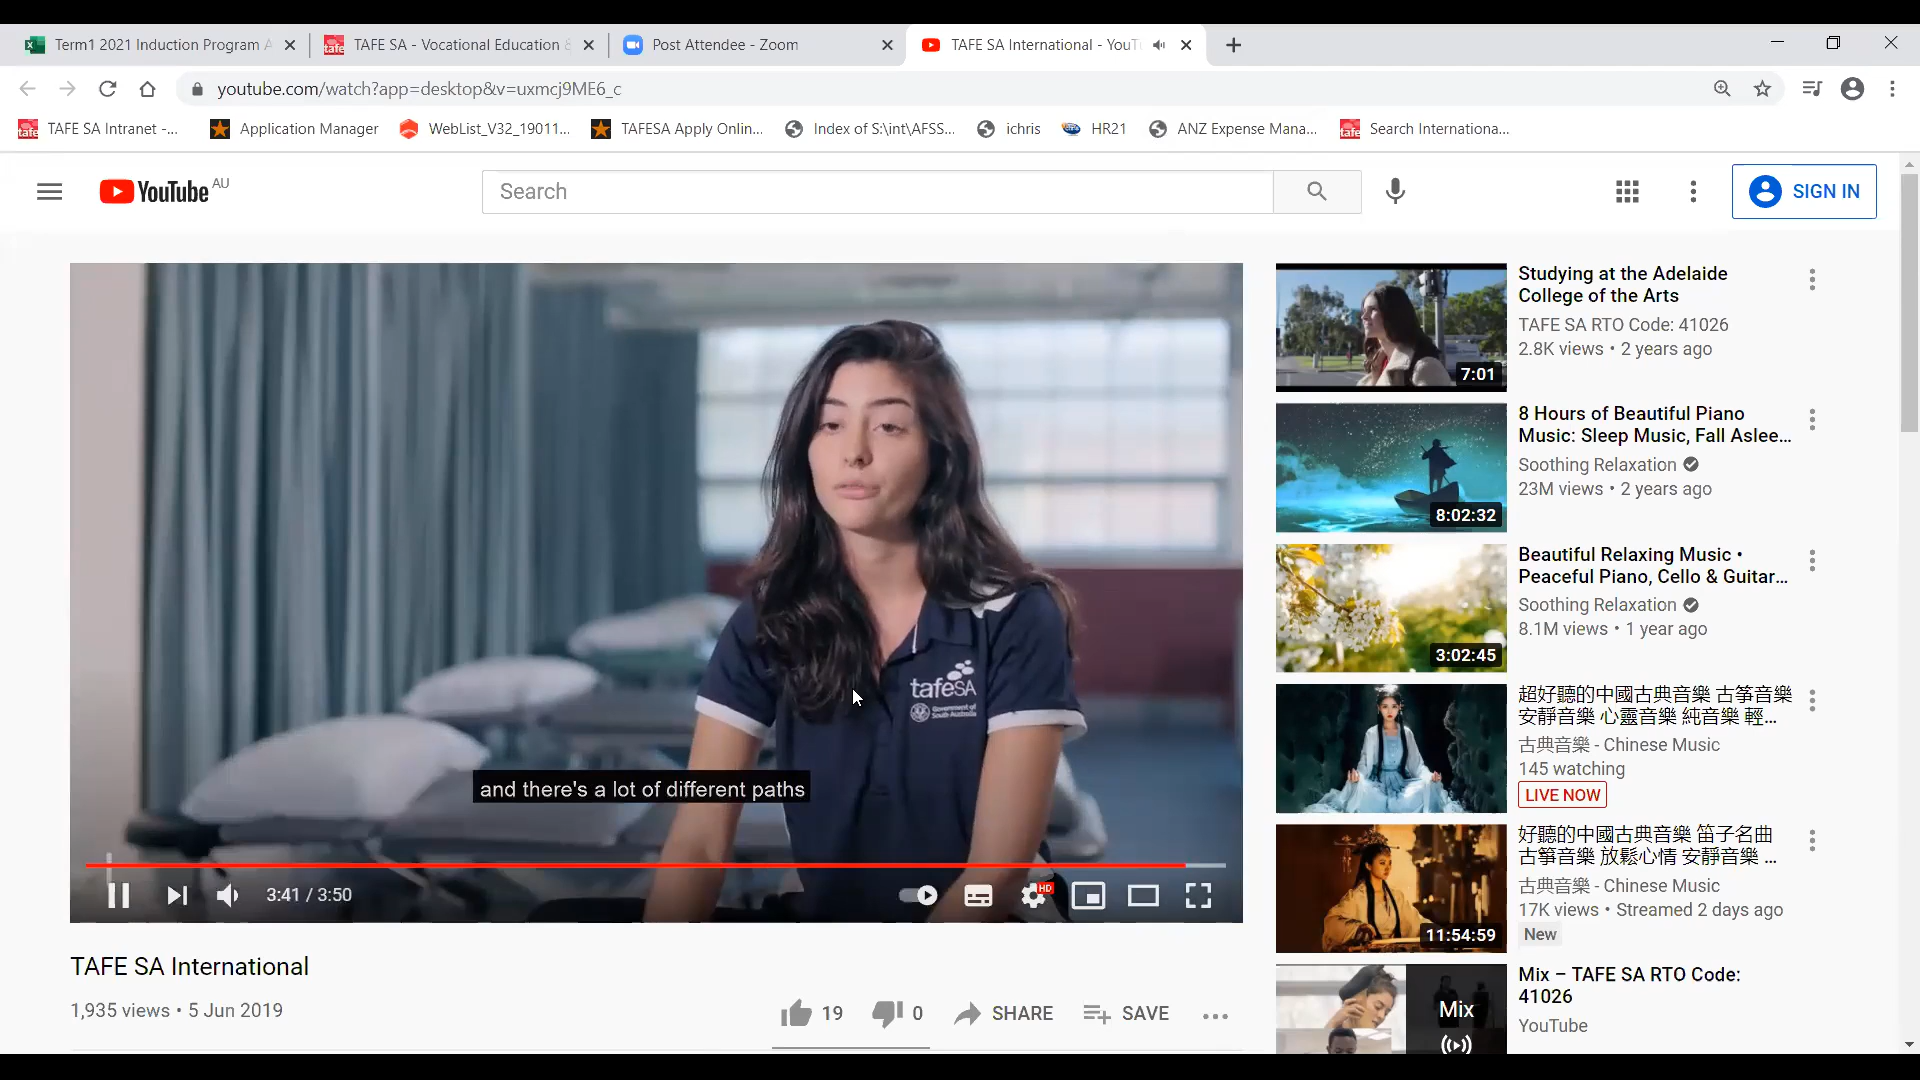 Term1 2021 Induction Program A
TAFE SA - Vocational Education &
Post Attendee - Zoom
TAFE SA International - YouTu
youtube.com/watch?app=desktop&v=uxmcj9ME6_c
tafe TAFE SA Intranet -...
Application Manager
WebList_V32_19011...
TAFESA Apply Onlin...
Index of S:\int\AFSS...
ichris
HR21
ANZ Expense Mana...
tafe Search Internationa...
YouTube AU
Search
SIGN IN
tafeSA
Government of
South Australia
and there's a lot of different paths
3:41 / 3:50
HD
TAFE SA International
1,935 views • 5 Jun 2019
19
0
SHARE
SAVE
7:01
Studying at the Adelaide
College of the Arts
TAFE SA RTO Code: 41026
2.8K views • 2 years ago
8:02:32
8 Hours of Beautiful Piano
Music: Sleep Music, Fall Aslee...
Soothing Relaxation
23M views • 2 years ago
3:02:45
Beautiful Relaxing Music •
Peaceful Piano, Cello & Guitar...
Soothing Relaxation
8.1M views • 1 year ago
超好聽的中國古典音樂 古箏音樂
安靜音樂 心靈音樂 純音樂 輕...
古典音樂 - Chinese Music
145 watching
LIVE NOW
11:54:59
好聽的中國古典音樂 笛子名曲
古箏音樂 放鬆心情 安靜音樂 ...
古典音樂 - Chinese Music
17K views • Streamed 2 days ago
New
Mix
Mix – TAFE SA RTO Code:
41026
YouTube